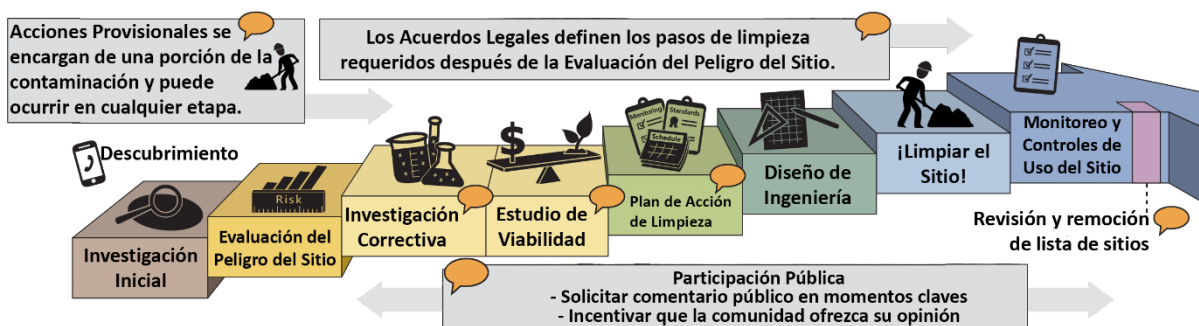 Acciones Provisionales se
encargan de una porción de la
contaminación y puede
ocurrir en cualquier etapa.
Los Acuerdos Legales definen los pasos de limpieza
requeridos después de la Evaluación del Peligro del Sitio.
Descubrimiento
Investigación
Inicial
Risk
Evaluación del
Peligro del Sitio
Investigación
Correctiva
$
Estudio de
Viabilidad
Monitoring
Standards
Schedule
Plan de Acción
de Limpieza
Diseño de
Ingeniería
¡Limpiar el
Sitio!
Monitoreo y
Controles de
Uso del Sitio
Revisión y remoción
de lista de sitios
Participación Pública
- Solicitar comentario público en momentos claves
- Incentivar que la comunidad ofrezca su opinión